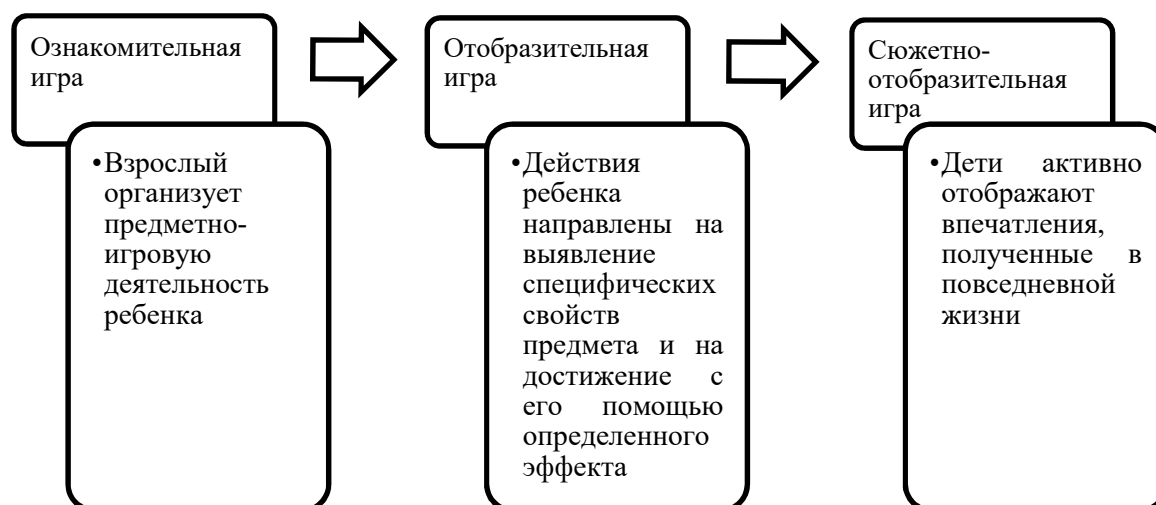 Ознакомительная
игра
•Взрослый
организует
предметно-
игровую
деятельность
ребенка
Отобразительная
игра
•Действия
ребенка
направлены на
выявление
специфических
свойств
предмета и на
достижение с
его помощью
определенного
эффекта
Сюжетно-
отобразительная
игра
•Дети активно
отображают
впечатления,
полученные в
повседневной
жизни